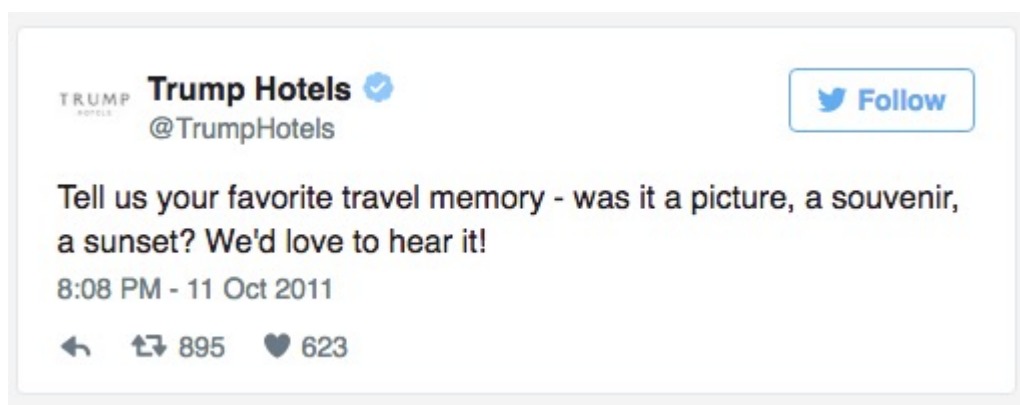 TRUMP
HOTELS
Trump Hotels
@TrumpHotels
Follow
Tell us your favorite travel memory - was it a picture, a souvenir,
a sunset? We'd love to hear it!
8:08 PM - 11 Oct 2011
895 623